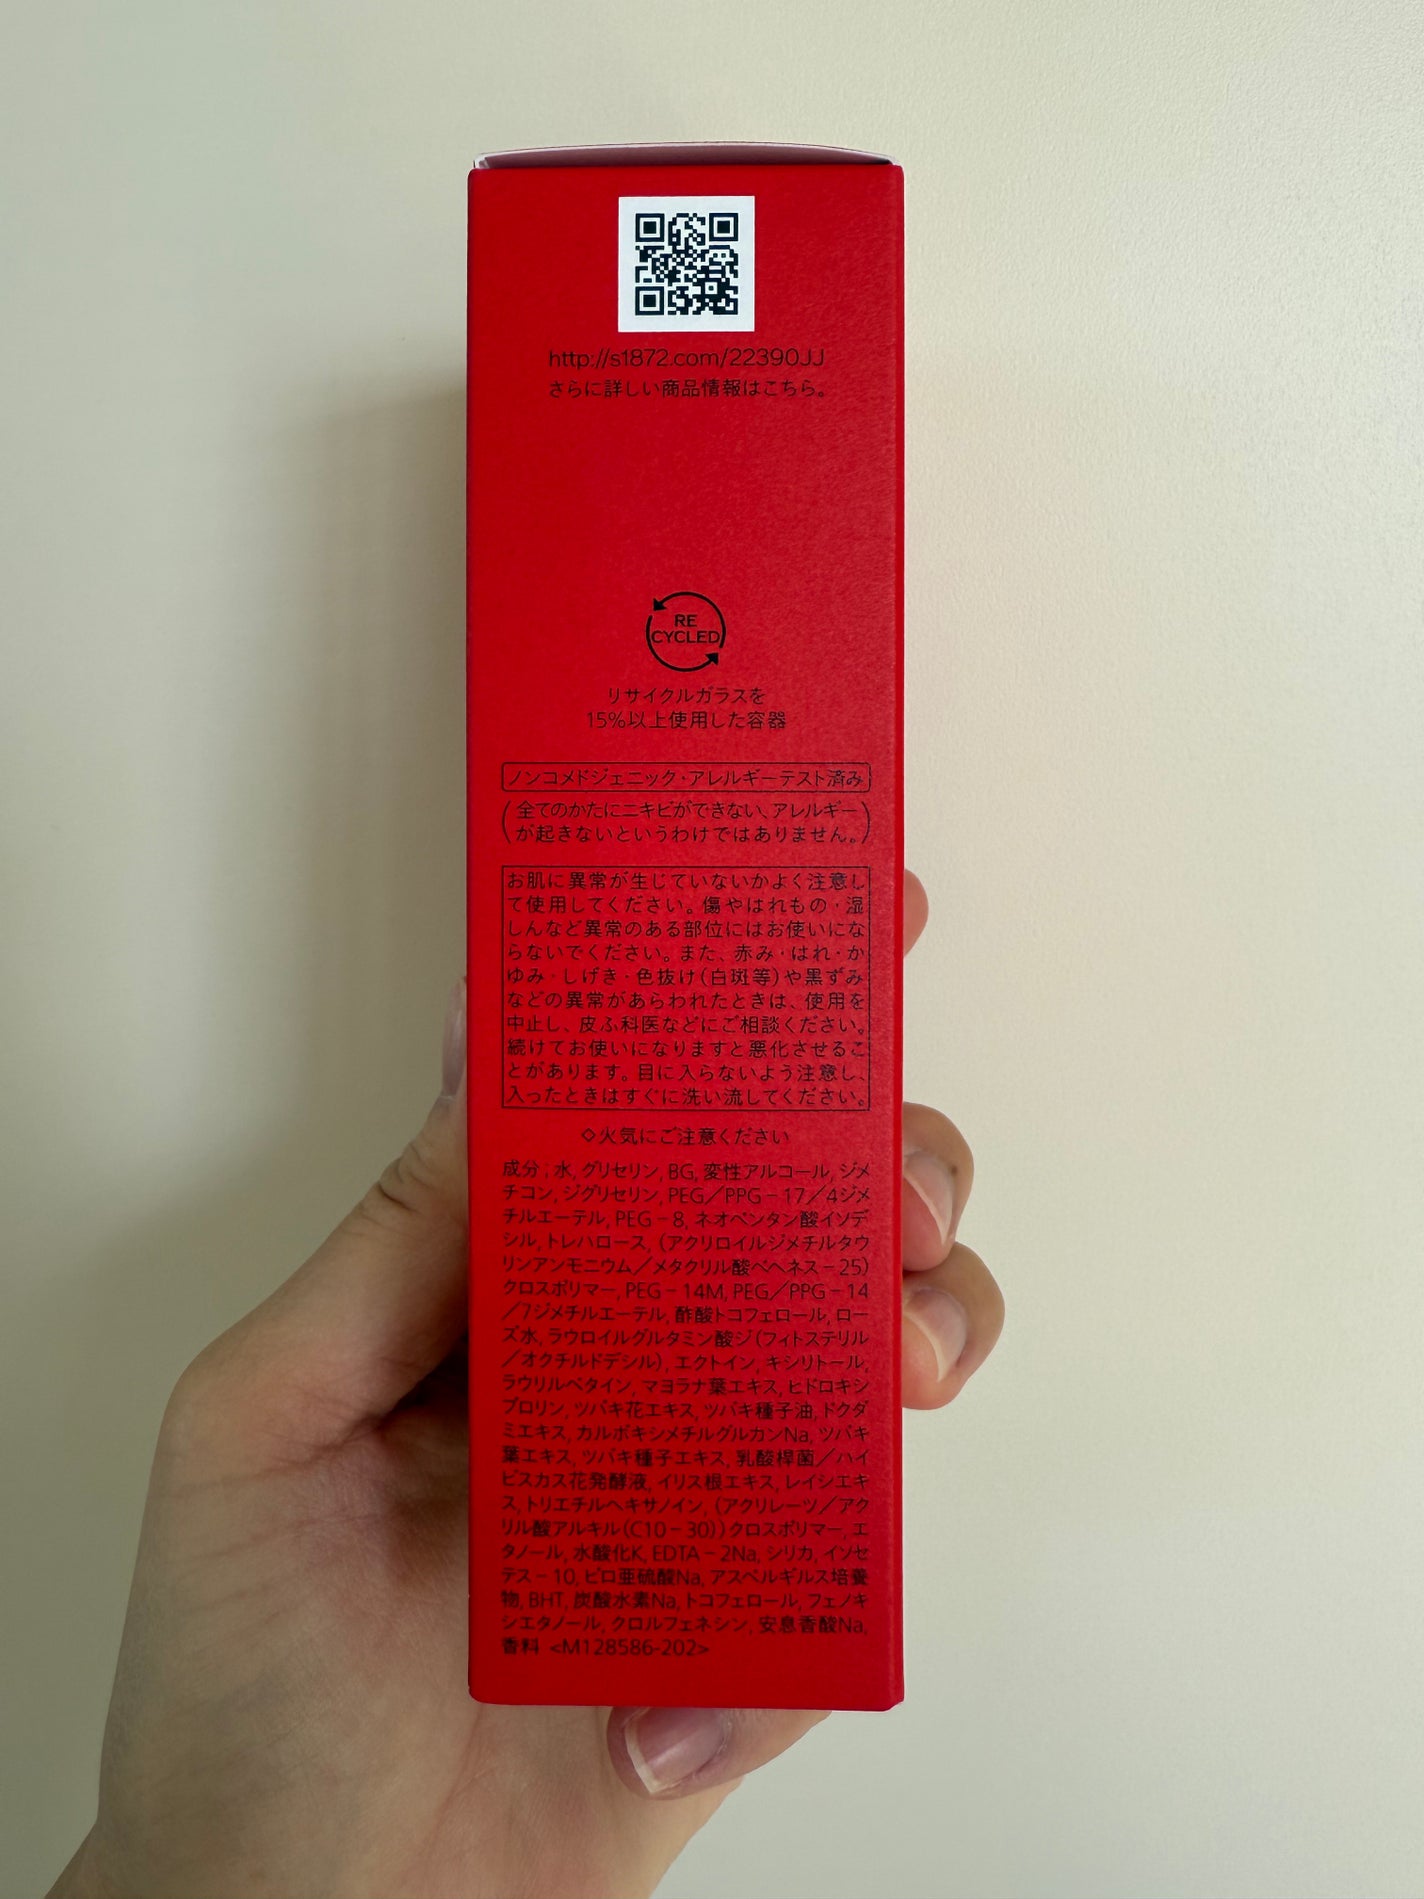 http://s1872.com/22390JJ
さらに詳しい商品情報はこちら。
RE
CYCLED
リサイクルガラスを
15%以上使用した容器
ノンコメドジェニック・アレルギーテスト済み
(全てのかたにニキビができない、アレルギー
が起きないというわけではありません。)
お肌に異常が生じていないかよく注意し
て使用してください。傷やはれもの・湿
しんなど異常のある部位にはお使いにな
らないでください。また、赤み・はれ・か
ゆみ・しげき・色抜け(白斑等)や黒ずみ
などの異常があらわれたときは、使用を
中止し、皮ふ科医などにご相談ください。
続けてお使いになりますと悪化させるこ
とがあります。目に入らないよう注意し、
入ったときはすぐに洗い流してください。
◇火気にご注意ください
成分:水, グリセリン, BG, 変性アルコール, ジメ
チコン, ジグリセリン, PEG/PPG-17/4ジメ
チルエーテル, PEG-8, ネオペンタン酸イソデ
シル, トレハロース, (アクリロイルジメチルタウ
リンアンモニウム/メタクリル酸ベヘネス-25)
クロスポリマー, PEG-14M, PEG/PPG-14
/7ジメチルエーテル, 酢酸トコフェロール, ロー
ズ水, ラウロイルグルタミン酸ジ(フィトステリル
/オクチルドデシル), エクトイン, キシリトール,
ラウリルベタイン, マヨラナ葉エキス, ヒドロキシ
プロリン, ツバキ花エキス, ツバキ種子油, ドクダ
ミエキス, カルボキシメチルグルカンNa, ツバキ
葉エキス, ツバキ種子エキス, 乳酸桿菌/ハイ
ビスカス花発酵液, イリス根エキス, レイシエキ
ス, トリエチルヘキサノイン, (アクリレーツ/アク
リル酸アルキル(C10-30))クロスポリマー, エ
タノール, 水酸化K, EDTA-2Na, シリカ, イソセ
テス-10, ピロ亜硫酸Na, アスペルギルス培養
物, BHT, 炭酸水素Na, トコフェロール, フェノキ
シエタノール, クロルフェネシン, 安息香酸Na,
香料 <M128586-202>